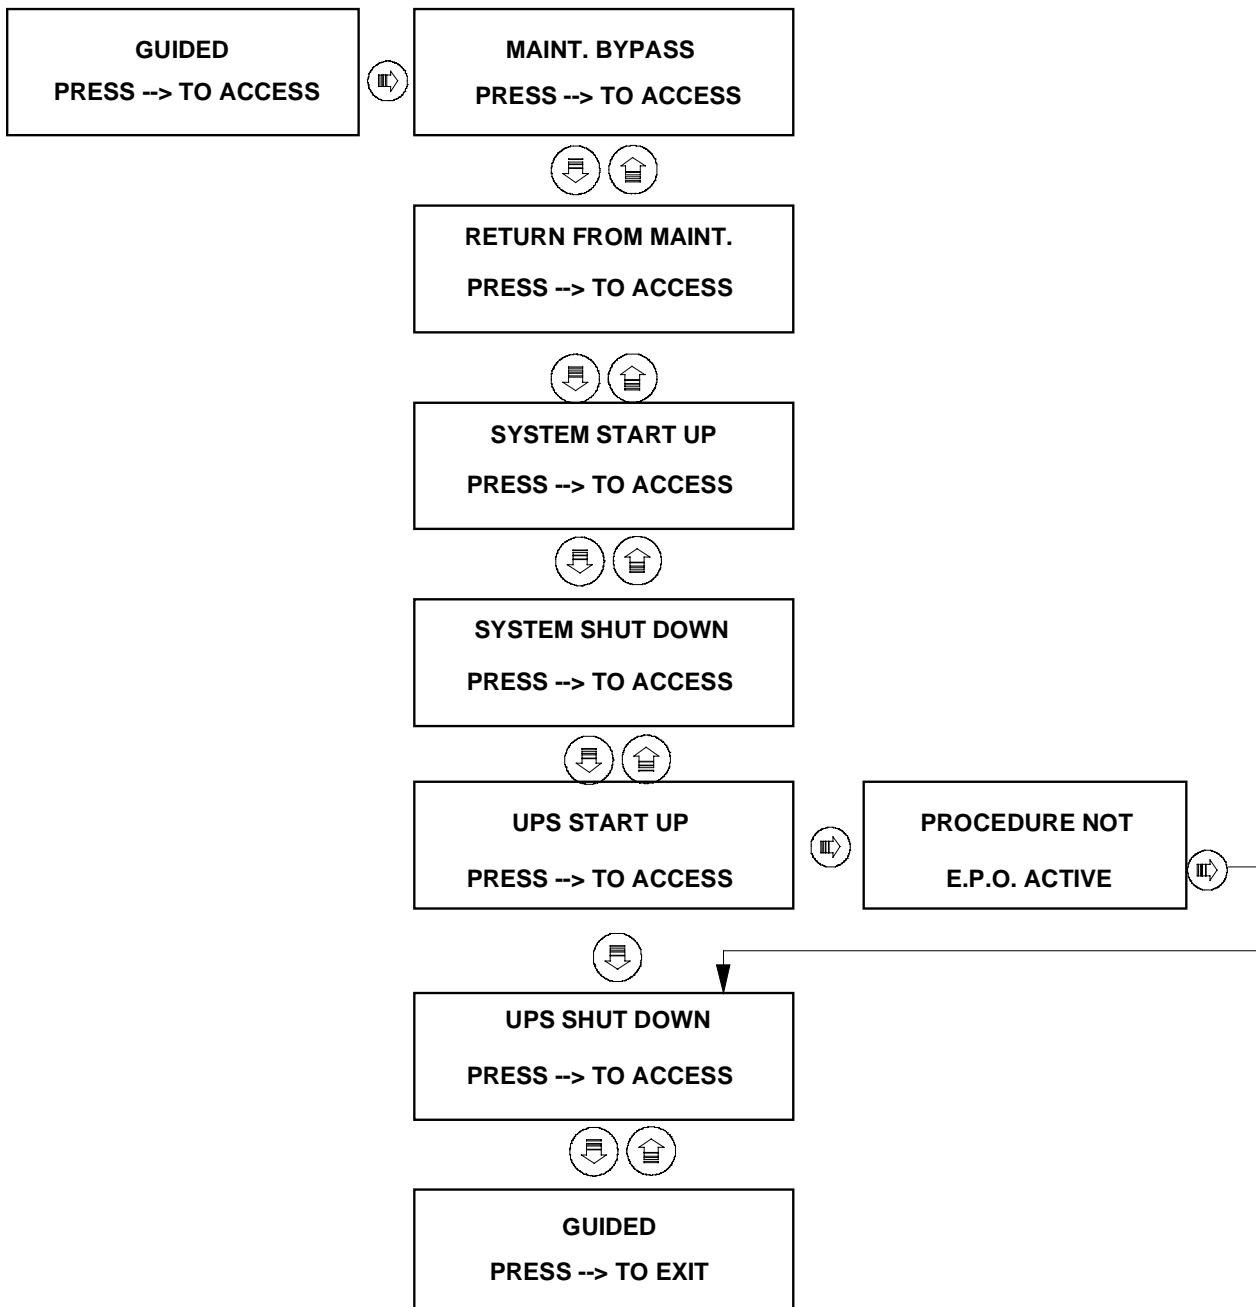 GUIDED
PRESS --> TO ACCESS
MAINT. BYPASS
PRESS --> TO ACCESS
RETURN FROM MAINT.
PRESS --> TO ACCESS
SYSTEM START UP
PRESS --> TO ACCESS
SYSTEM SHUT DOWN
PRESS --> TO ACCESS
UPS START UP
PRESS --> TO ACCESS
PROCEDURE NOT
E.P.O. ACTIVE
UPS SHUT DOWN
PRESS --> TO ACCESS
GUIDED
PRESS --> TO EXIT